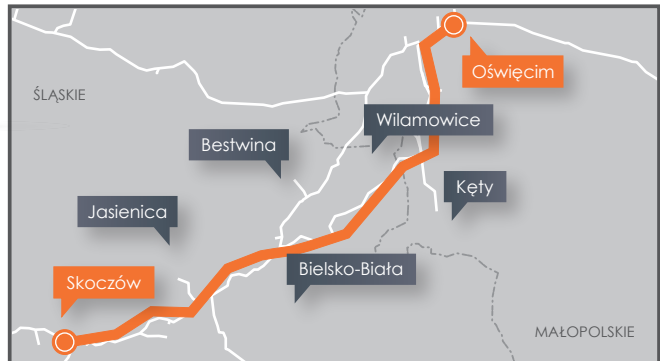 Oświęcim
ŚLĄSKIE
Wilamowice
Bestwina
Kęty
Jasienica
Bielsko-Biała
Skoczów
MAŁOPOLSKIE